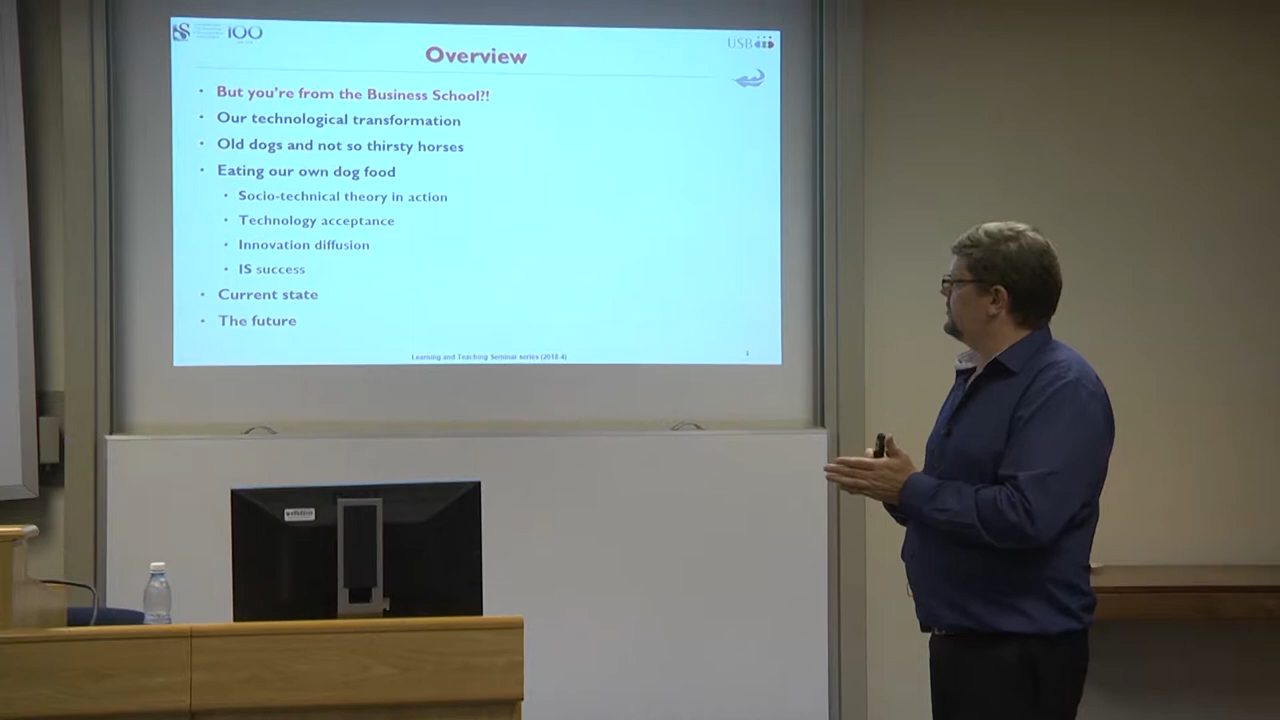 100
USB
Overview
• But you're from the Business School?!
• Our technological transformation
• Old dogs and not so thirsty horses
• Eating our own dog food
• Socio-technical theory in action
• Technology acceptance
• Innovation diffusion
• IS success
• Current state
• The future
Learning and Teaching Seminar series (2018-4)